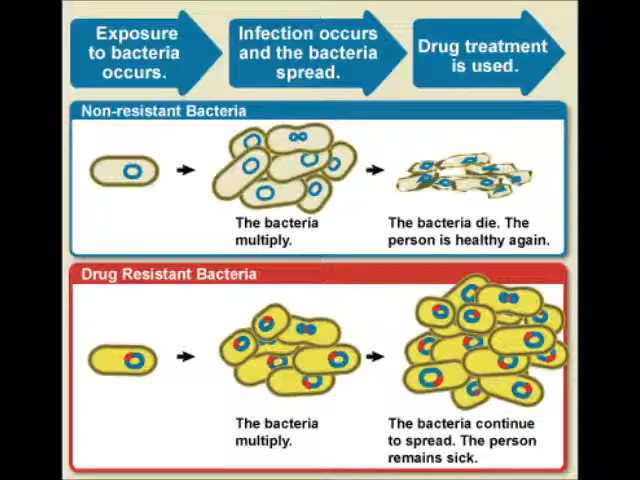 Exposure
to bacteria
occurs.
Infection occurs
and the bacteria
spread.
Drug treatment
is used.
Non-resistant Bacteria
The bacteria
multiply.
The bacteria die. The
person is healthy again.
Drug Resistant Bacteria
The bacteria
multiply.
The bacteria continue
to spread. The person
remains sick.